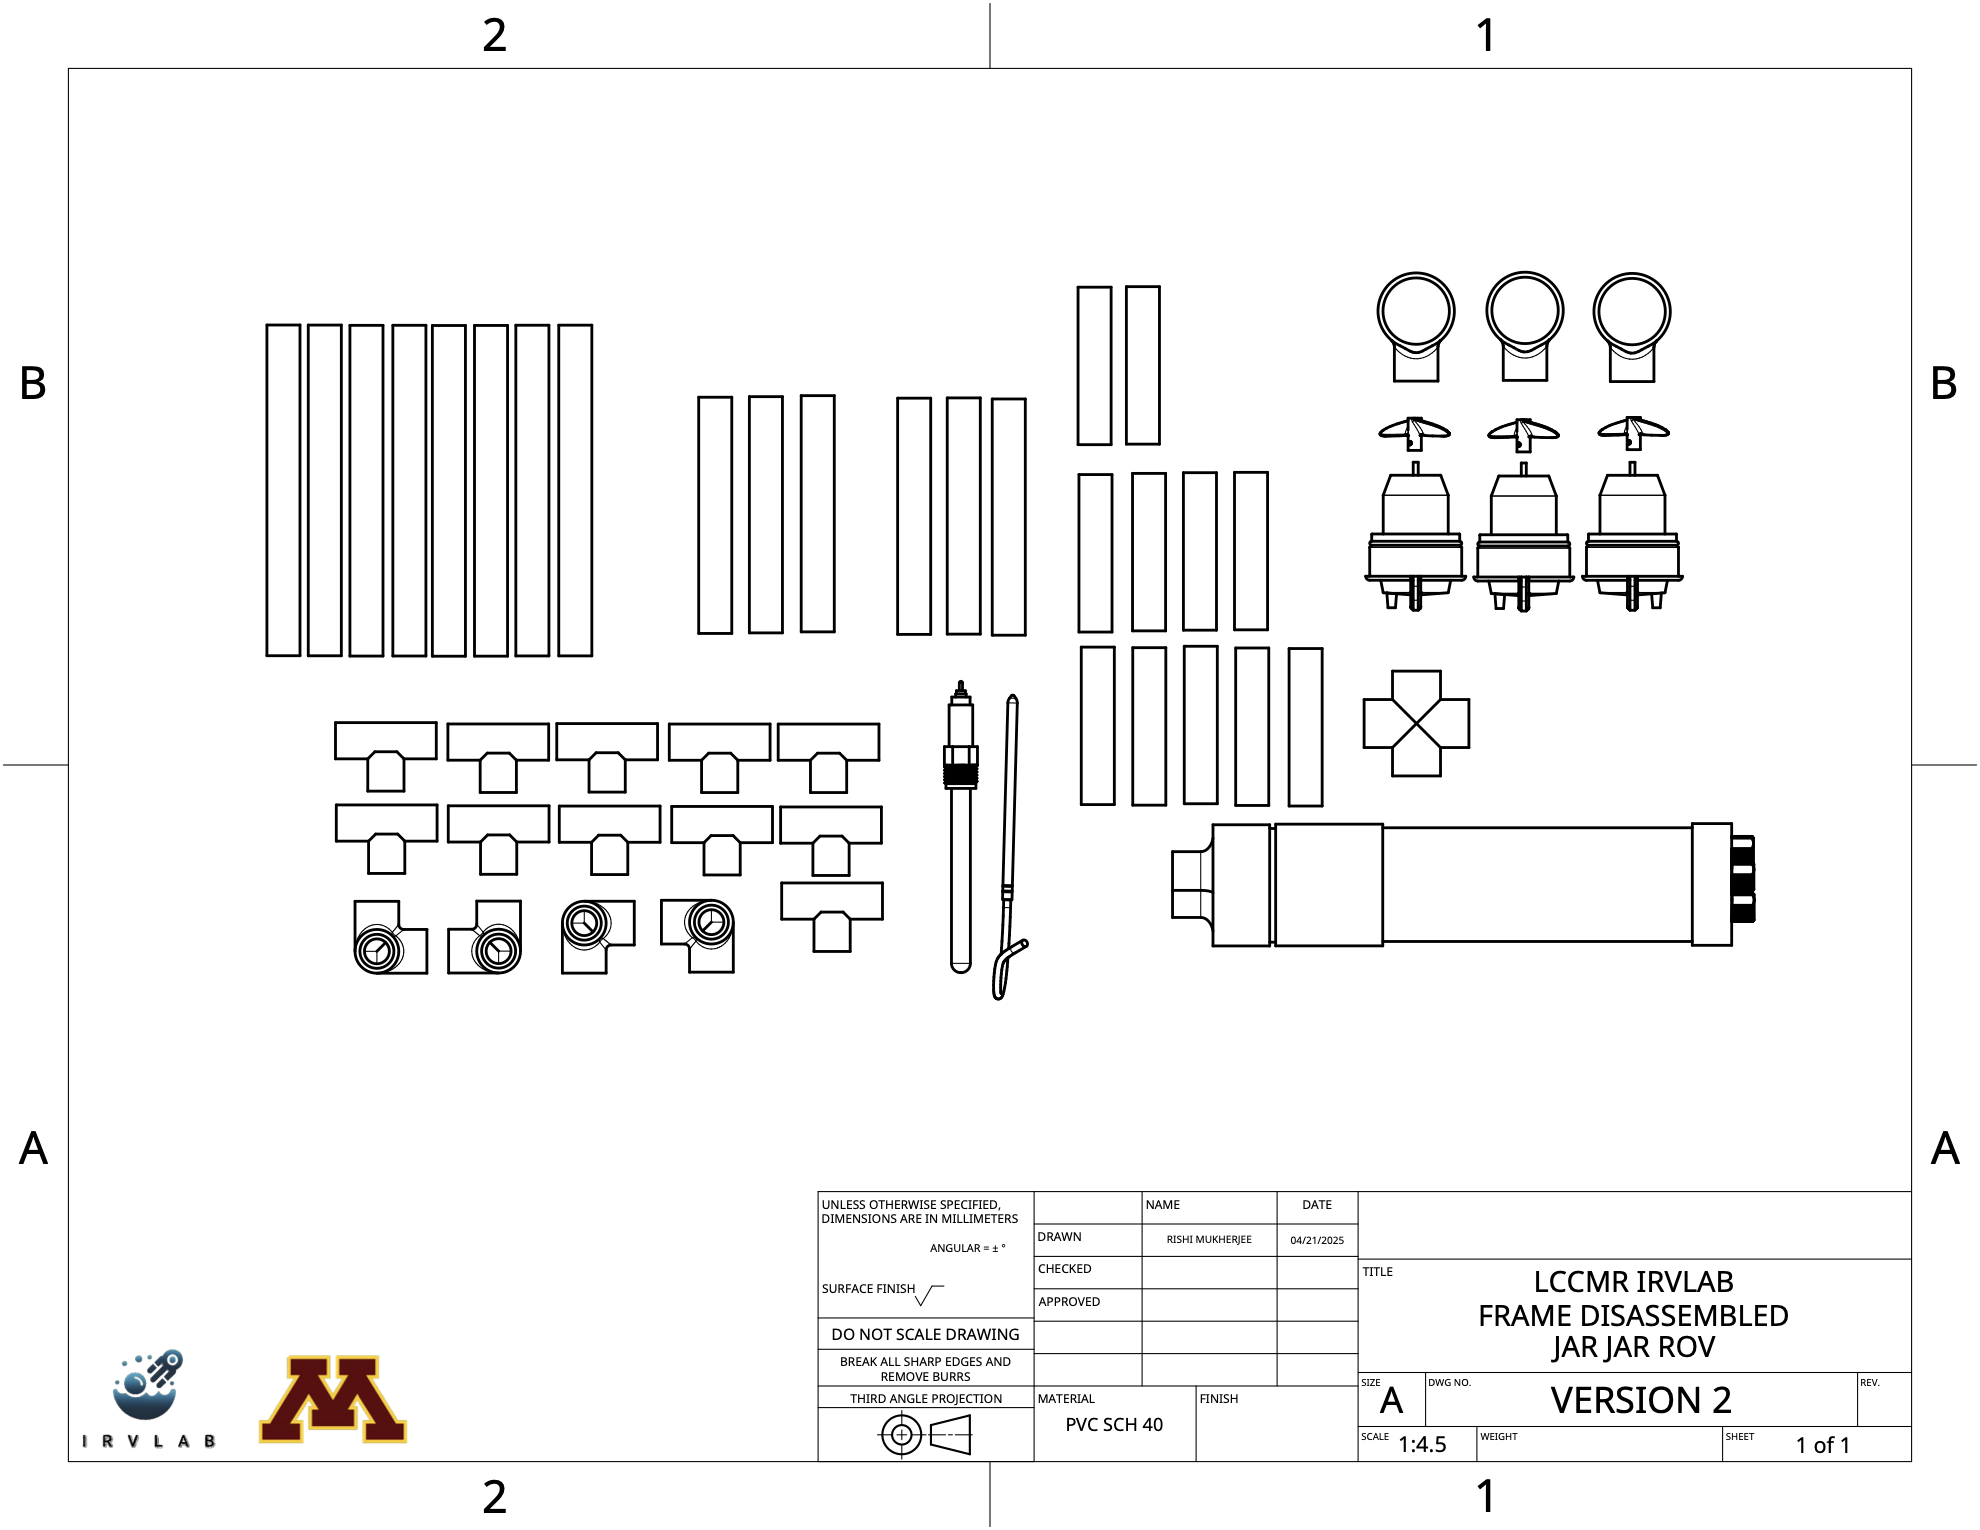 2
1
B
B
A
A
UNLESS OTHERWISE SPECIFIED,
DIMENSIONS ARE IN MILLIMETERS
ANGULAR = ± °
SURFACE FINISH
DO NOT SCALE DRAWING
BREAK ALL SHARP EDGES AND
REMOVE BURRS
THIRD ANGLE PROJECTION
NAME
DATE
DRAWN
RISHI MUKHERJEE
04/21/2025
CHECKED
APPROVED
MATERIAL
PVC SCH 40
FINISH
TITLE
LCCMR IRVLAB
FRAME DISASSEMBLED
JAR JAR ROV
SIZE
A
DWG NO.
VERSION 2
REV.
SCALE
1:4.5
WEIGHT
SHEET
1 of 1
IRVLAB
M
2
1